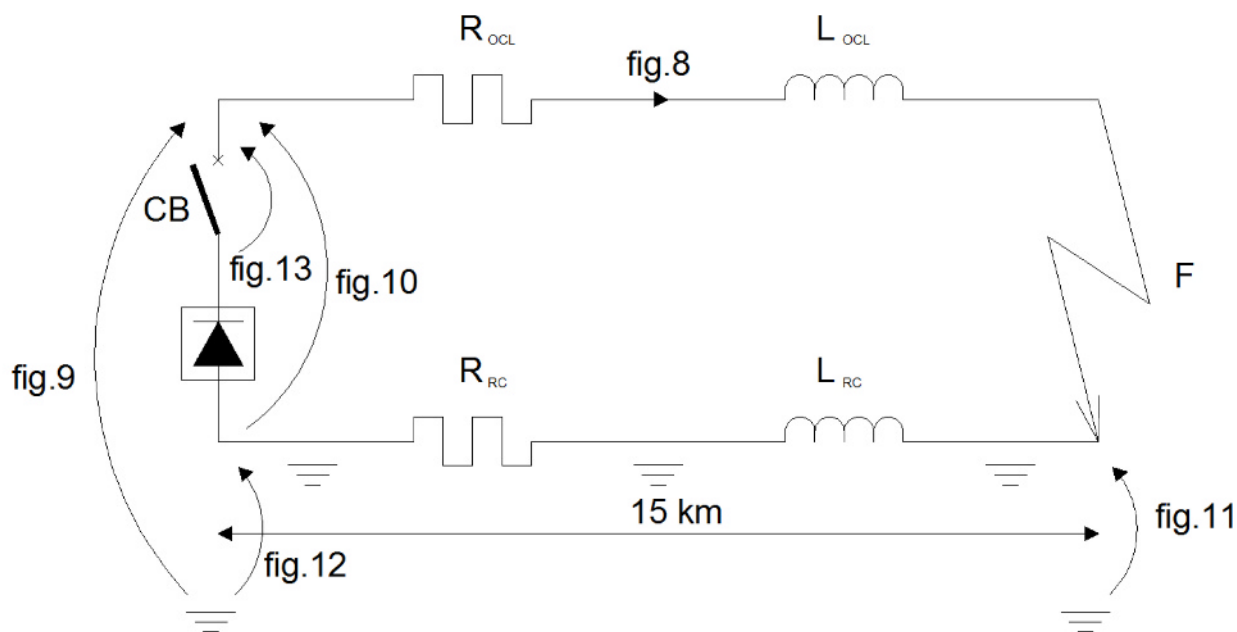 R OCL
L OCL
fig.8
CB
fig.13
fig.10
F
fig.9
R RC
L RC
15 km
fig.11
fig.12